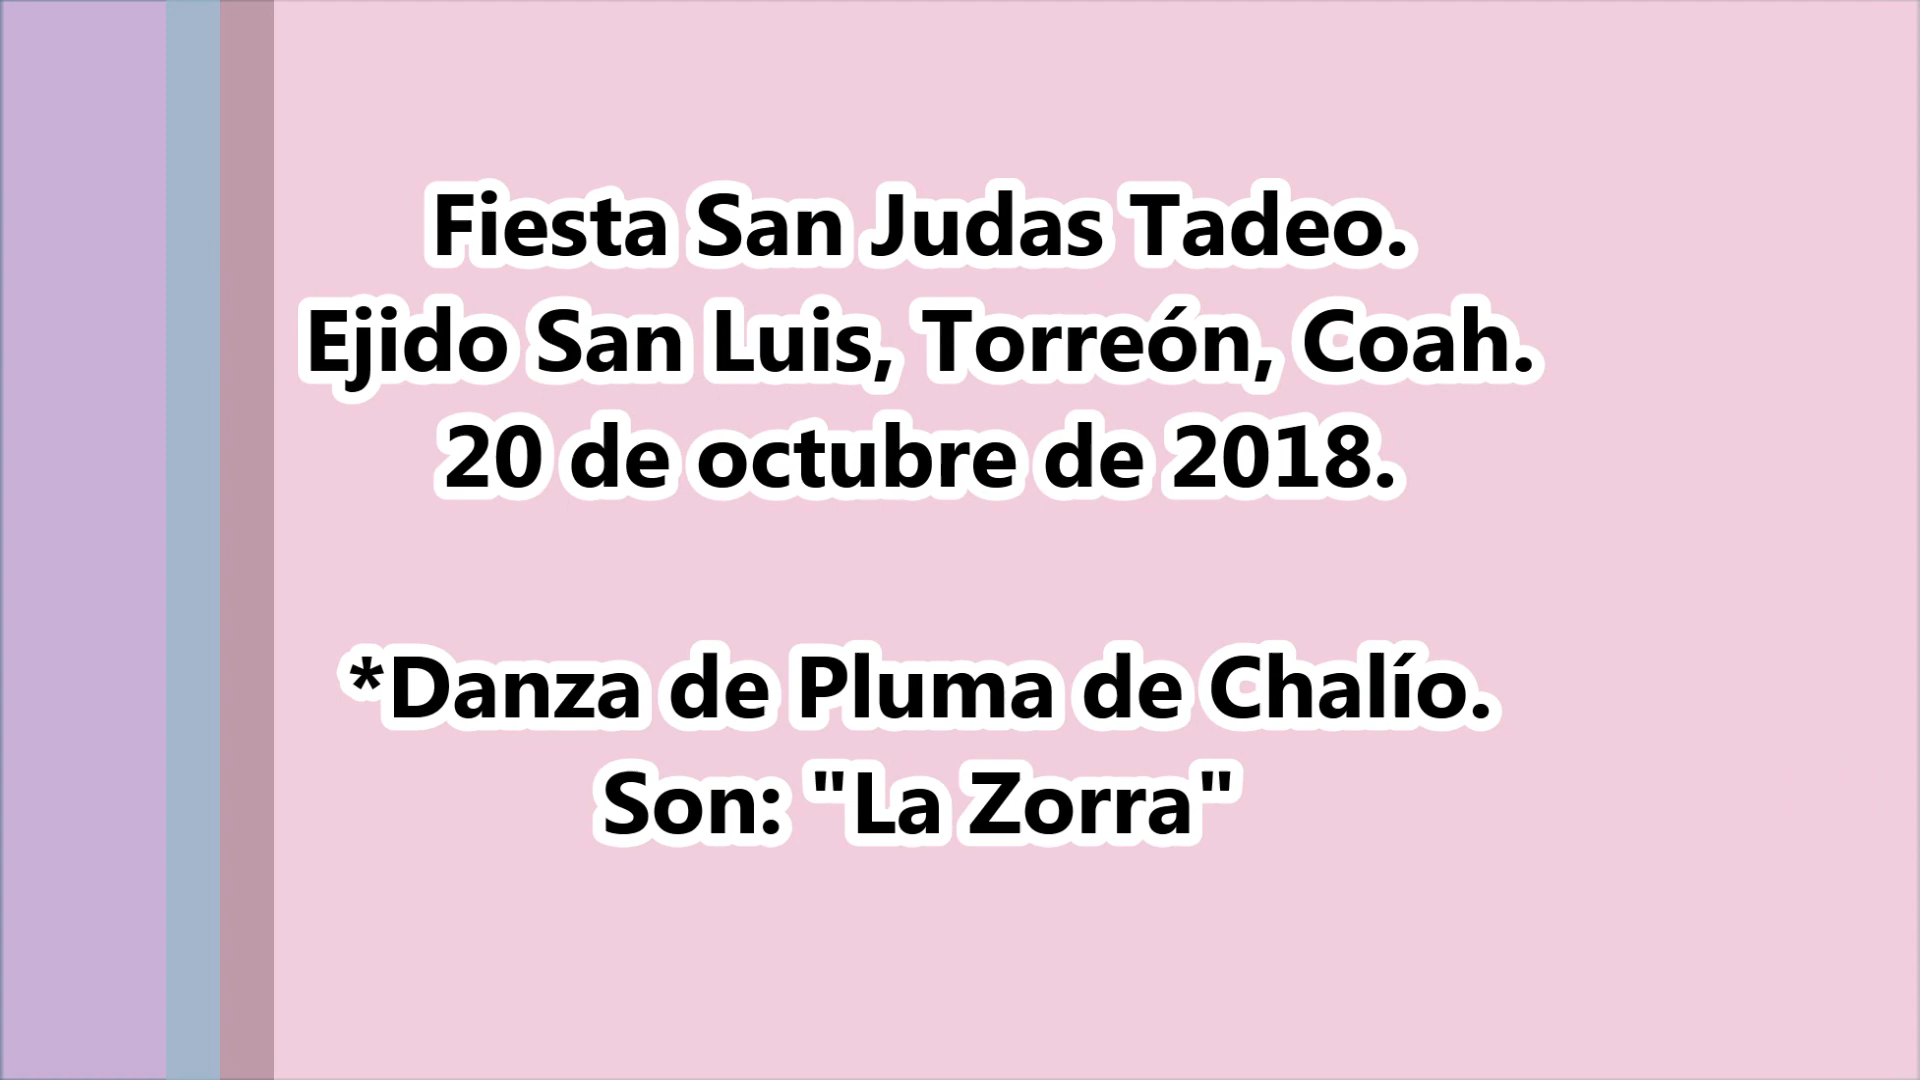 Fiesta San Judas Tadeo.
Ejido San Luis, Torreón, Coah.
20 de octubre de 2018.
*Danza de Pluma de Chalío.
Son: "La Zorra"